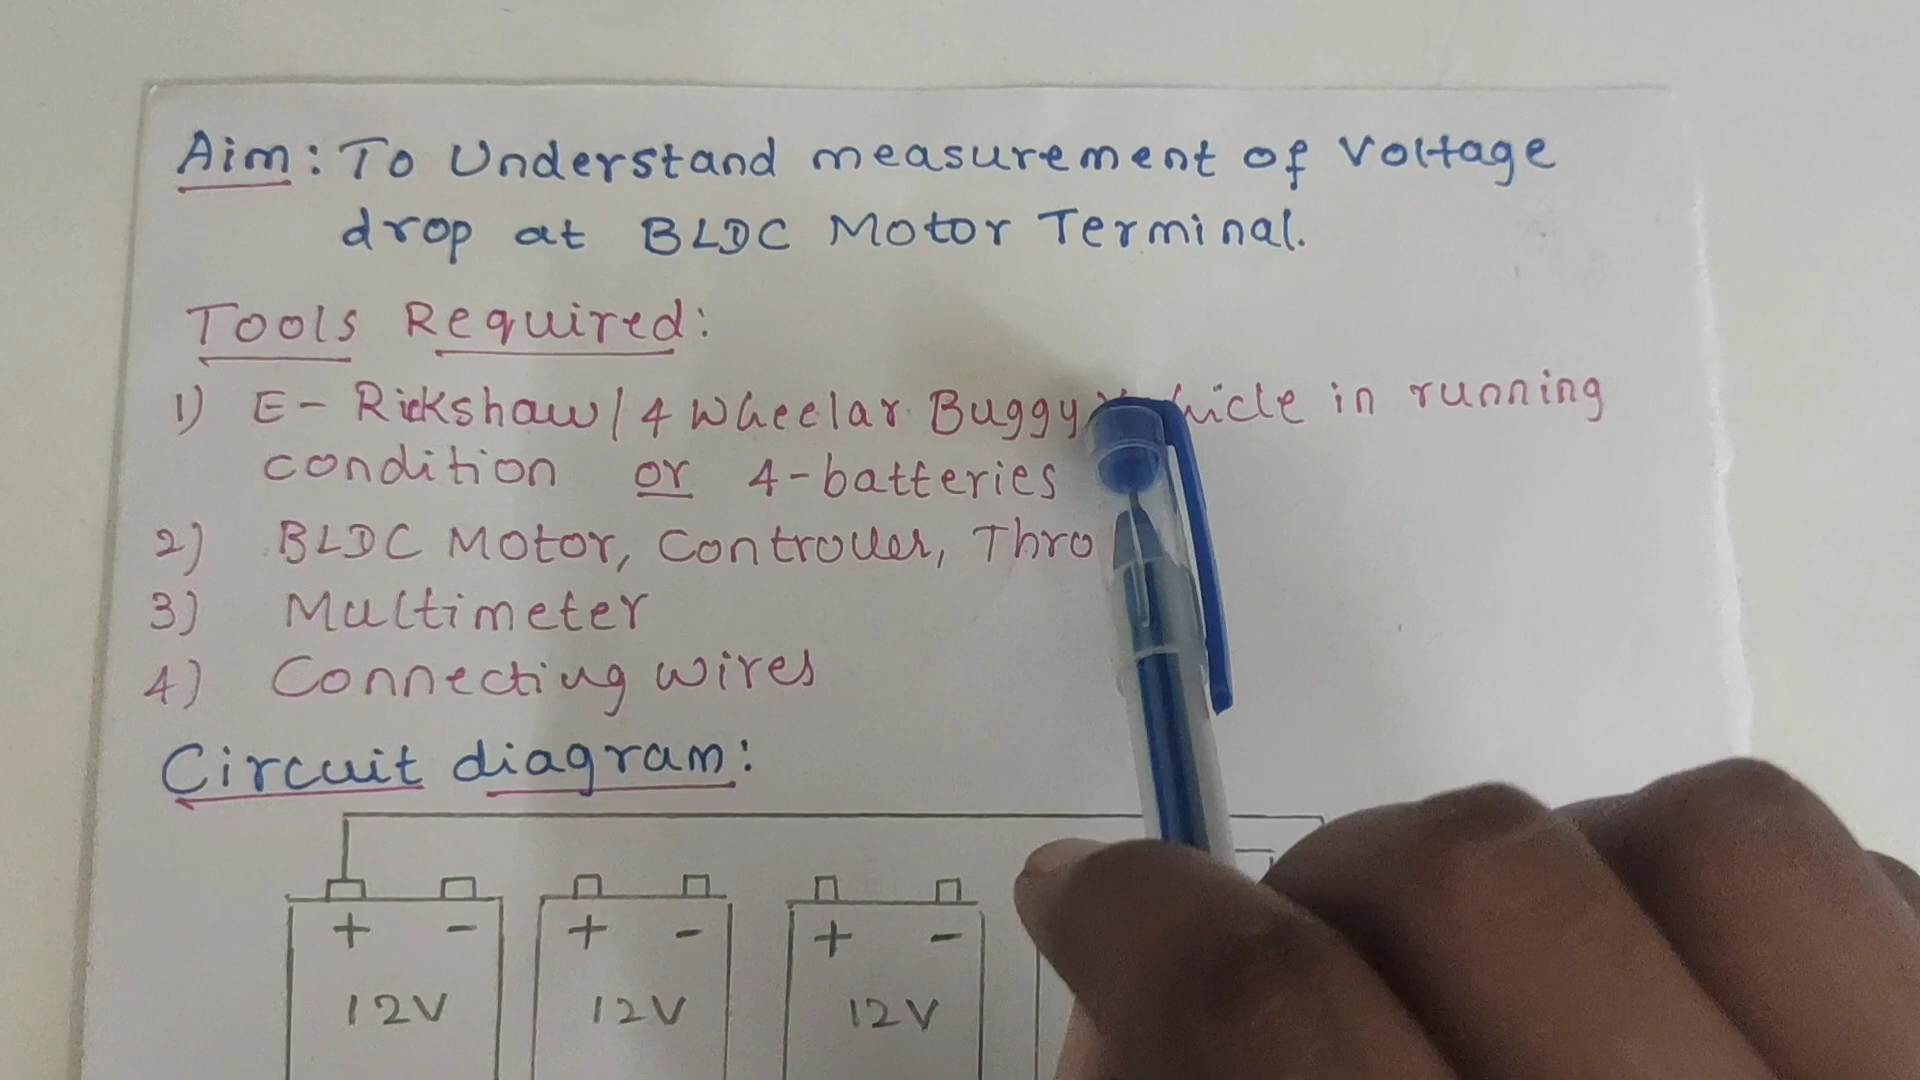 Aim: To Understand measurement of Voltage
drop at BLDC Motor Terminal.
Tools Required:
1) E-Rickshaw/4 Wheelar Buggy in running
condition or 4-batteries
2) BLDC Motor, Controller,
3) Multimeter
4) Connecting wires
Circuit diagram:
+ - + - + -
12V 12V 12V